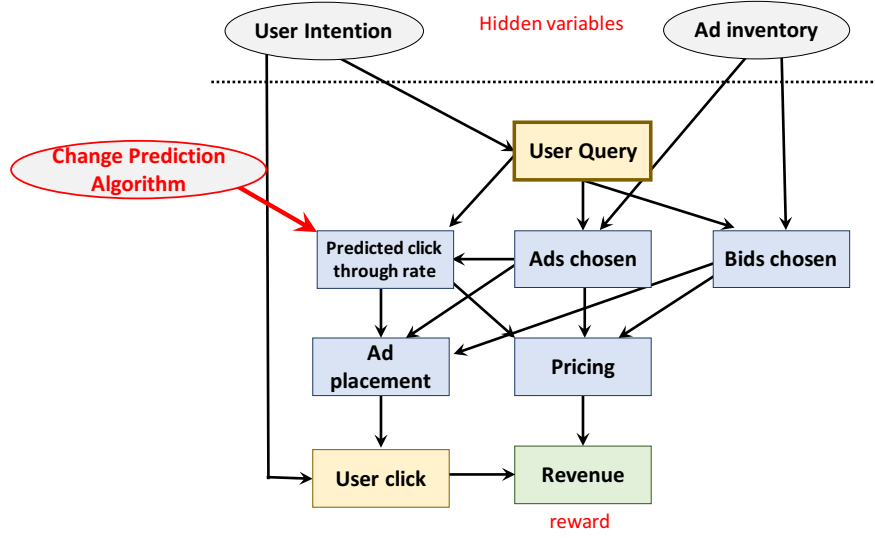 User Intention
Hidden variables
Ad inventory
User Query
Change Prediction
Algorithm
Predicted click
through rate
Ads chosen
Bids chosen
Ad
placement
Pricing
User click
Revenue
reward